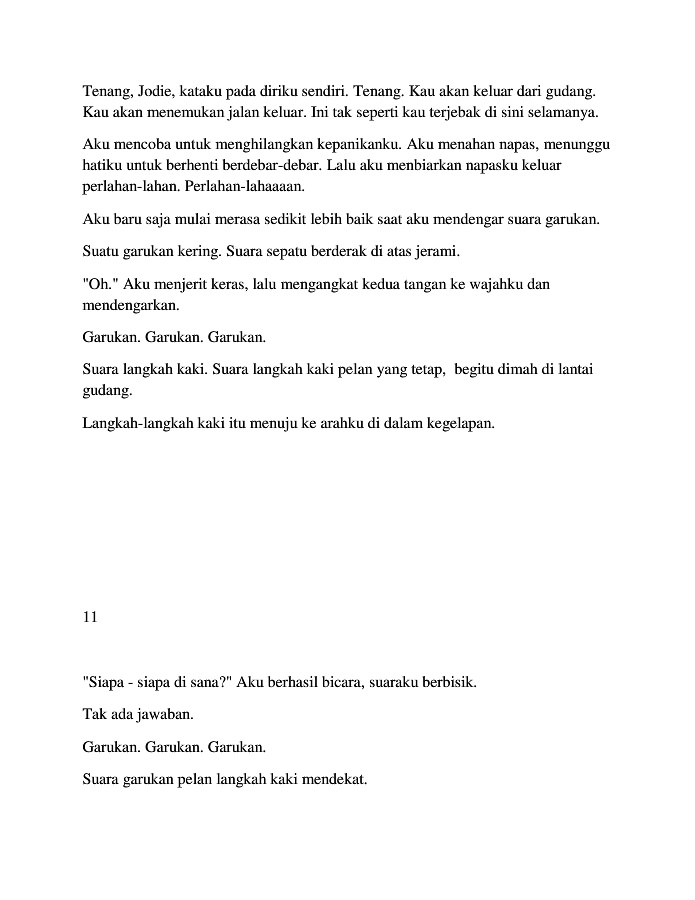 Tenang, Jodie, kataku pada diriku sendiri. Tenang. Kau akan keluar dari gudang.
Kau akan menemukan jalan keluar. Ini tak seperti kau terjebak di sini selamanya.
Aku mencoba untuk menghilangkan kepanikanku. Aku menahan napas, menunggu
hatiku untuk berhenti berdebar-debar. Lalu aku menbiarkan napasku keluar
perlahan-lahan. Perlahan-lahaaaan.
Aku baru saja mulai merasa sedikit lebih baik saat aku mendengar suara garukan.
Suatu garukan kering. Suara sepatu berderak di atas jerami.
"Oh." Aku menjerit keras, lalu mengangkat kedua tangan ke wajahku dan
mendengarkan.
Garukan. Garukan. Garukan.
Suara langkah kaki. Suara langkah kaki pelan yang tetap,  begitu dimah di lantai
gudang.
Langkah-langkah kaki itu menuju ke arahku di dalam kegelapan.
11
"Siapa - siapa di sana?" Aku berhasil bicara, suaraku berbisik.
Tak ada jawaban.
Garukan. Garukan. Garukan.
Suara garukan pelan langkah kaki mendekat.